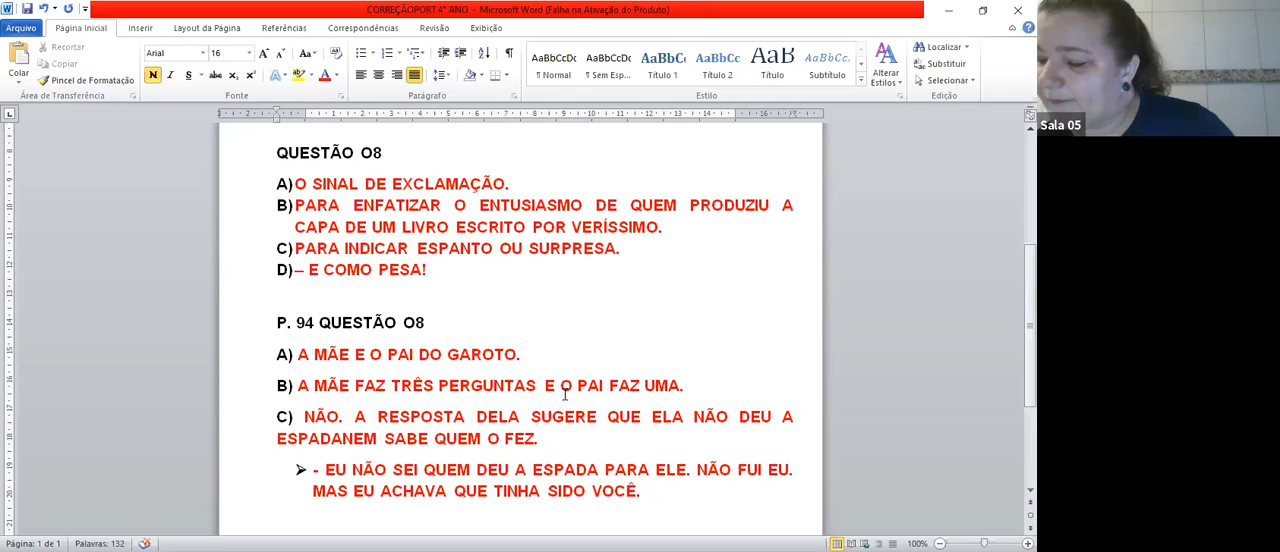 CORREÇÃOPORT 4° ANO - Microsoft Word (Falha na Ativação do Produto)
Arquivo Página Inicial Inserir Layout da Página Referências Correspondências Revisão Exibição
Recortar
Copiar
Pincel de Formatação
Colar
Área de Transferência
Arial 16
Fonte
Parágrafo
AaBbCcDc AaBbCcDc AaBbC AaBbCc AaB AaBbCc.
¶ Normal ¶ Sem Esp... Título 1 Título 2 Título Subtítulo
Alterar Estilos
Estilo
Localizar
Substituir
Selecionar
Edição
Sala 05
QUESTÃO O8
A) O SINAL DE EXCLAMAÇÃO.
B) PARA ENFATIZAR O ENTUSIASMO DE QUEM PRODUZIU A
CAPA DE UM LIVRO ESCRITO POR VERÍSSIMO.
C) PARA INDICAR ESPANTO OU SURPRESA.
D) – E COMO PESA!
P. 94 QUESTÃO O8
A) A MÃE E O PAI DO GAROTO.
B) A MÃE FAZ TRÊS PERGUNTAS E O PAI FAZ UMA.
C) NÃO. A RESPOSTA DELA SUGERE QUE ELA NÃO DEU A
ESPADANEM SABE QUEM O FEZ.
➢ - EU NÃO SEI QUEM DEU A ESPADA PARA ELE. NÃO FUI EU.
MAS EU ACHAVA QUE TINHA SIDO VOCÊ.
Página: 1 de 1 Palavras: 132 100%